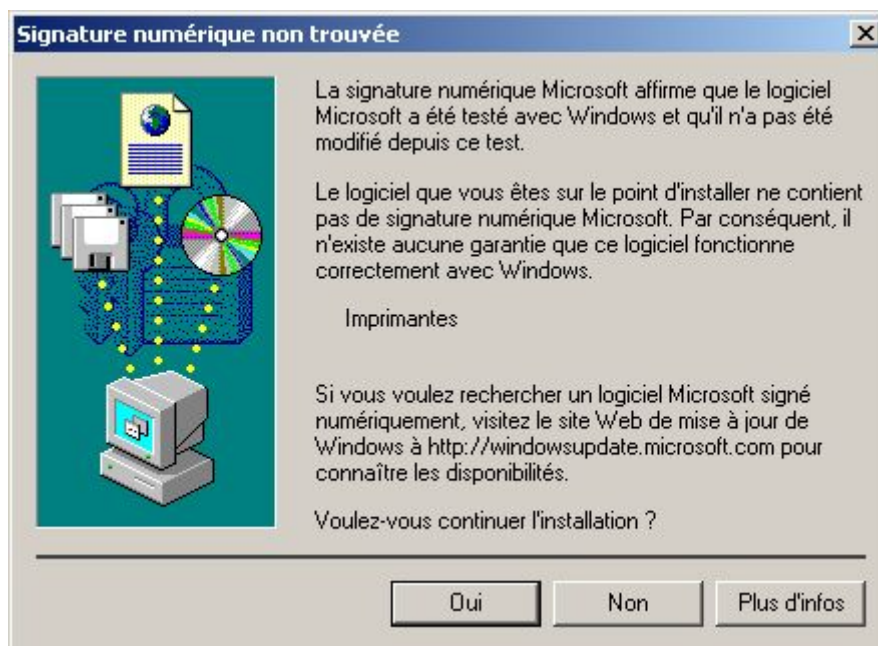 Signature numérique non trouvée
La signature numérique Microsoft affirme que le logiciel
Microsoft a été testé avec Windows et qu'il n'a pas été
modifié depuis ce test.
Le logiciel que vous êtes sur le point d'installer ne contient
pas de signature numérique Microsoft. Par conséquent, il
n'existe aucune garantie que ce logiciel fonctionne
correctement avec Windows.
Imprimantes
Si vous voulez rechercher un logiciel Microsoft signé
numériquement, visitez le site Web de mise à jour de
Windows à http://windowsupdate.microsoft.com pour
connaître les disponibilités.
Voulez-vous continuer l'installation ?
Oui Non Plus d'infos